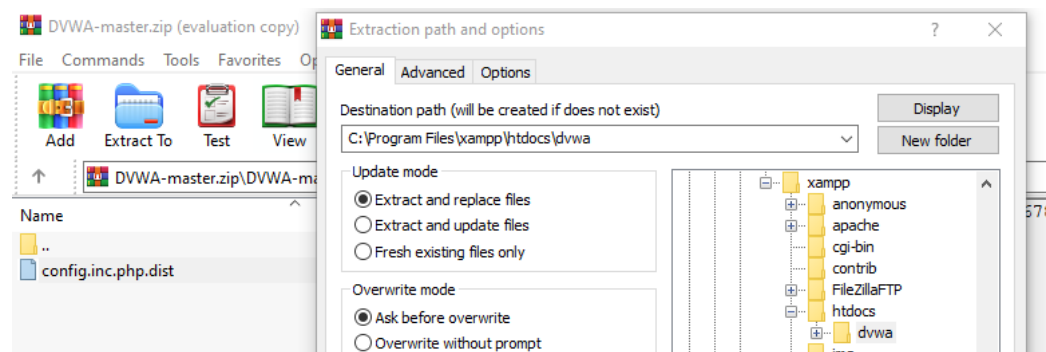 DVWA-master.zip (evaluation copy)
File Commands Tools Favorites Op
Add Extract To Test View
DVWA-master.zip\DVWA-ma
Name
..
config.inc.php.dist
Extraction path and options
General Advanced Options
Destination path (will be created if does not exist)
Display
C:\Program Files\xampp\htdocs\dvwa
New folder
Update mode
Extract and replace files
Extract and update files
Fresh existing files only
Overwrite mode
Ask before overwrite
Overwrite without prompt
xampp
anonymous
apache
cgi-bin
contrib
FileZillaFTP
htdocs
dvwa